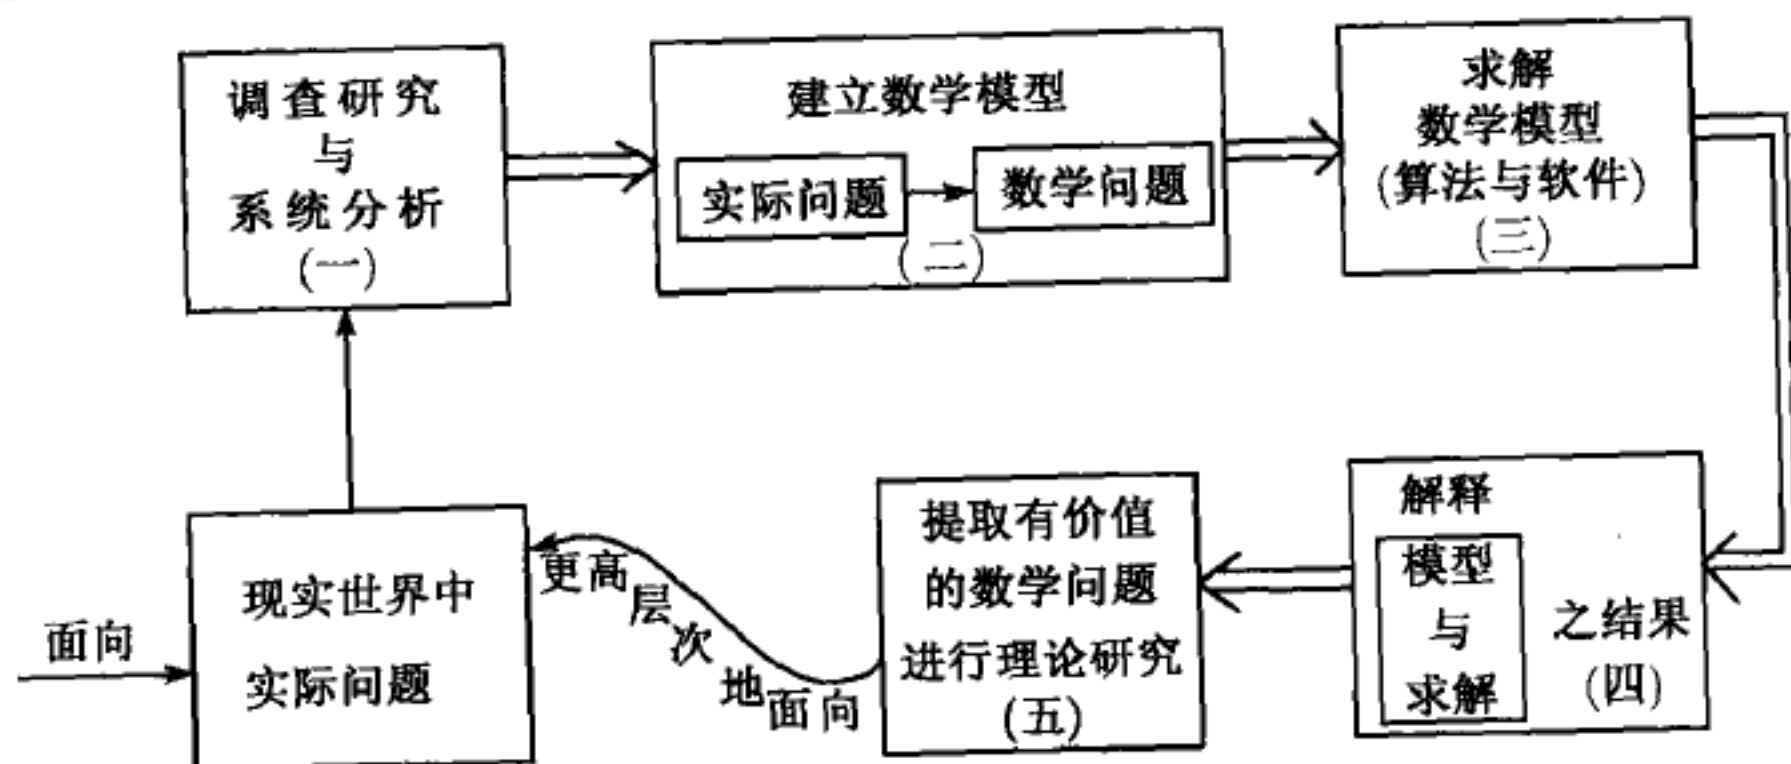 调查研究
与
系统分析
(一)
建立数学模型
实际问题
数学问题
(二)
求解
数学模型
(算法与软件)
(三)
解释
模型
与
求解
之结果
(四)
提取有价值
的数学问题
进行理论研究
(五)
更高层次地面向
现实世界中
实际问题
面向